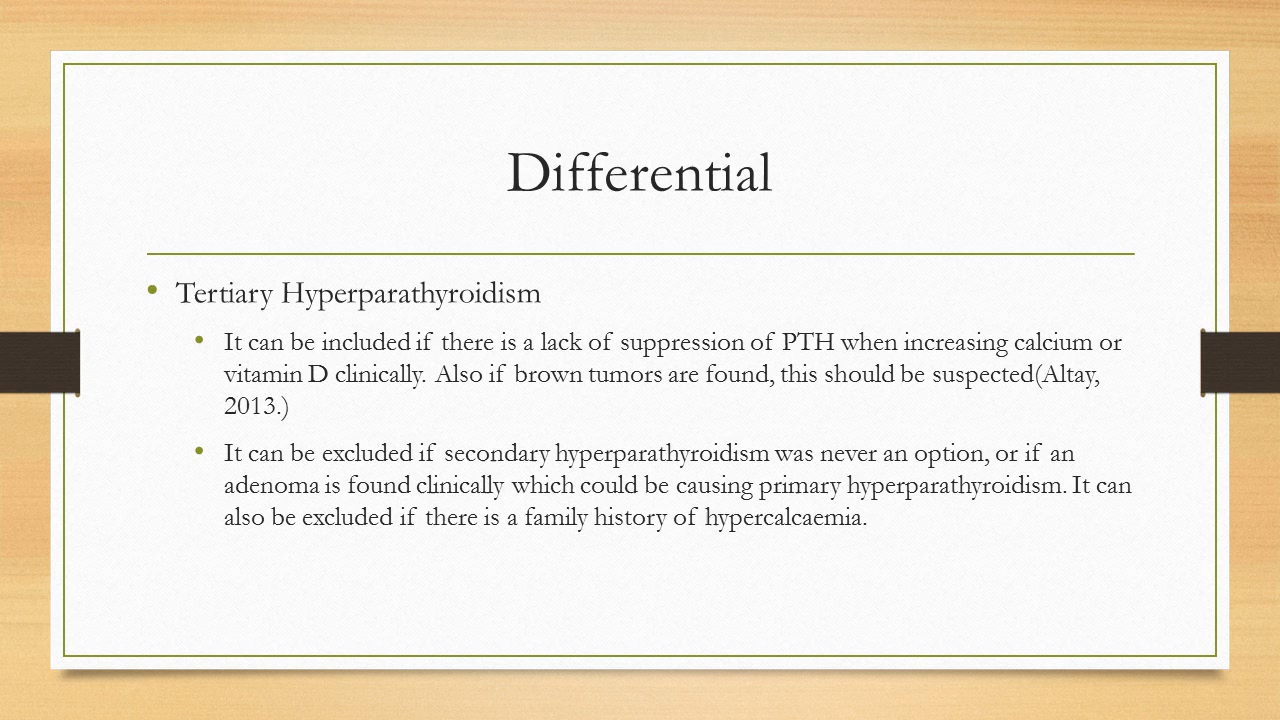 Differential
• Tertiary Hyperparathyroidism
• It can be included if there is a lack of suppression of PTH when increasing calcium or
vitamin D clinically. Also if brown tumors are found, this should be suspected(Altay,
2013.)
• It can be excluded if secondary hyperparathyroidism was never an option, or if an
adenoma is found clinically which could be causing primary hyperparathyroidism. It can
also be excluded if there is a family history of hypercalcaemia.